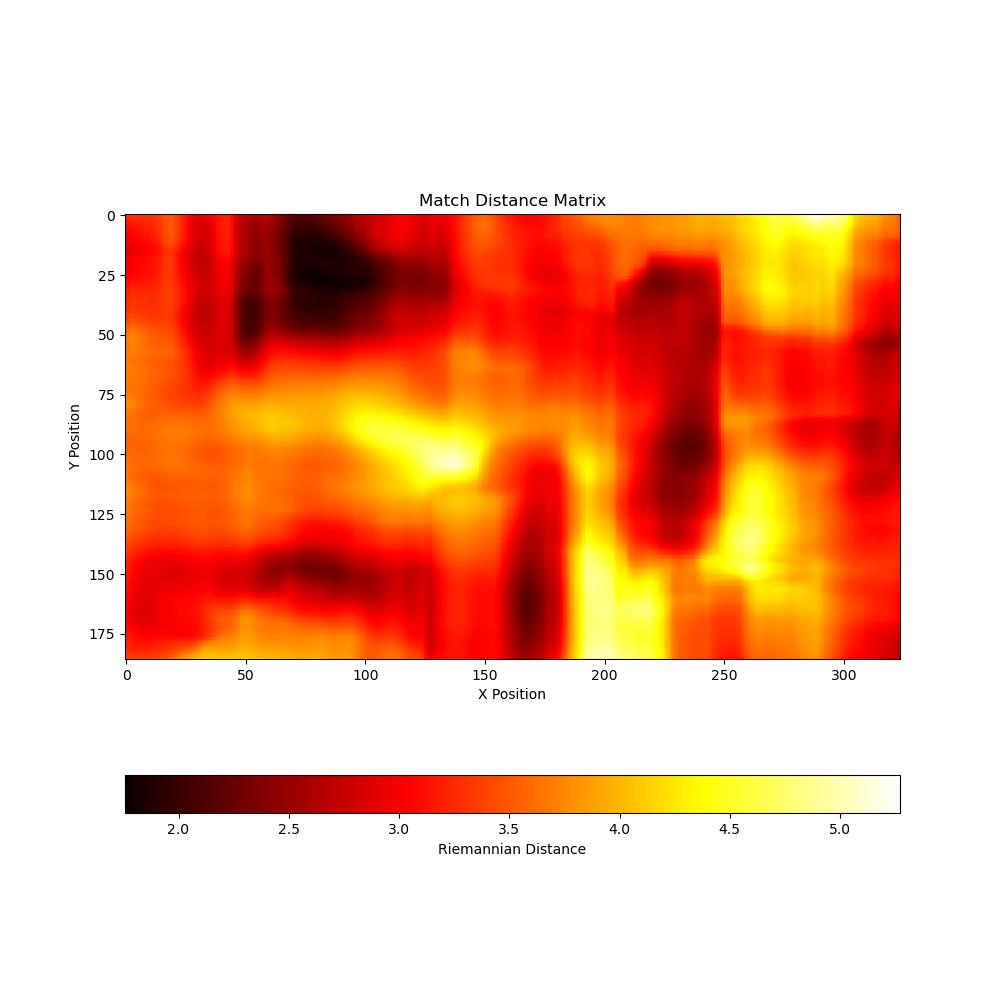 Match Distance Matrix
0
25
50
75
100
125
150
175
Y Position
0 50 100 150 200 250 300
X Position
2.0 2.5 3.0 3.5 4.0 4.5 5.0
Riemannian Distance